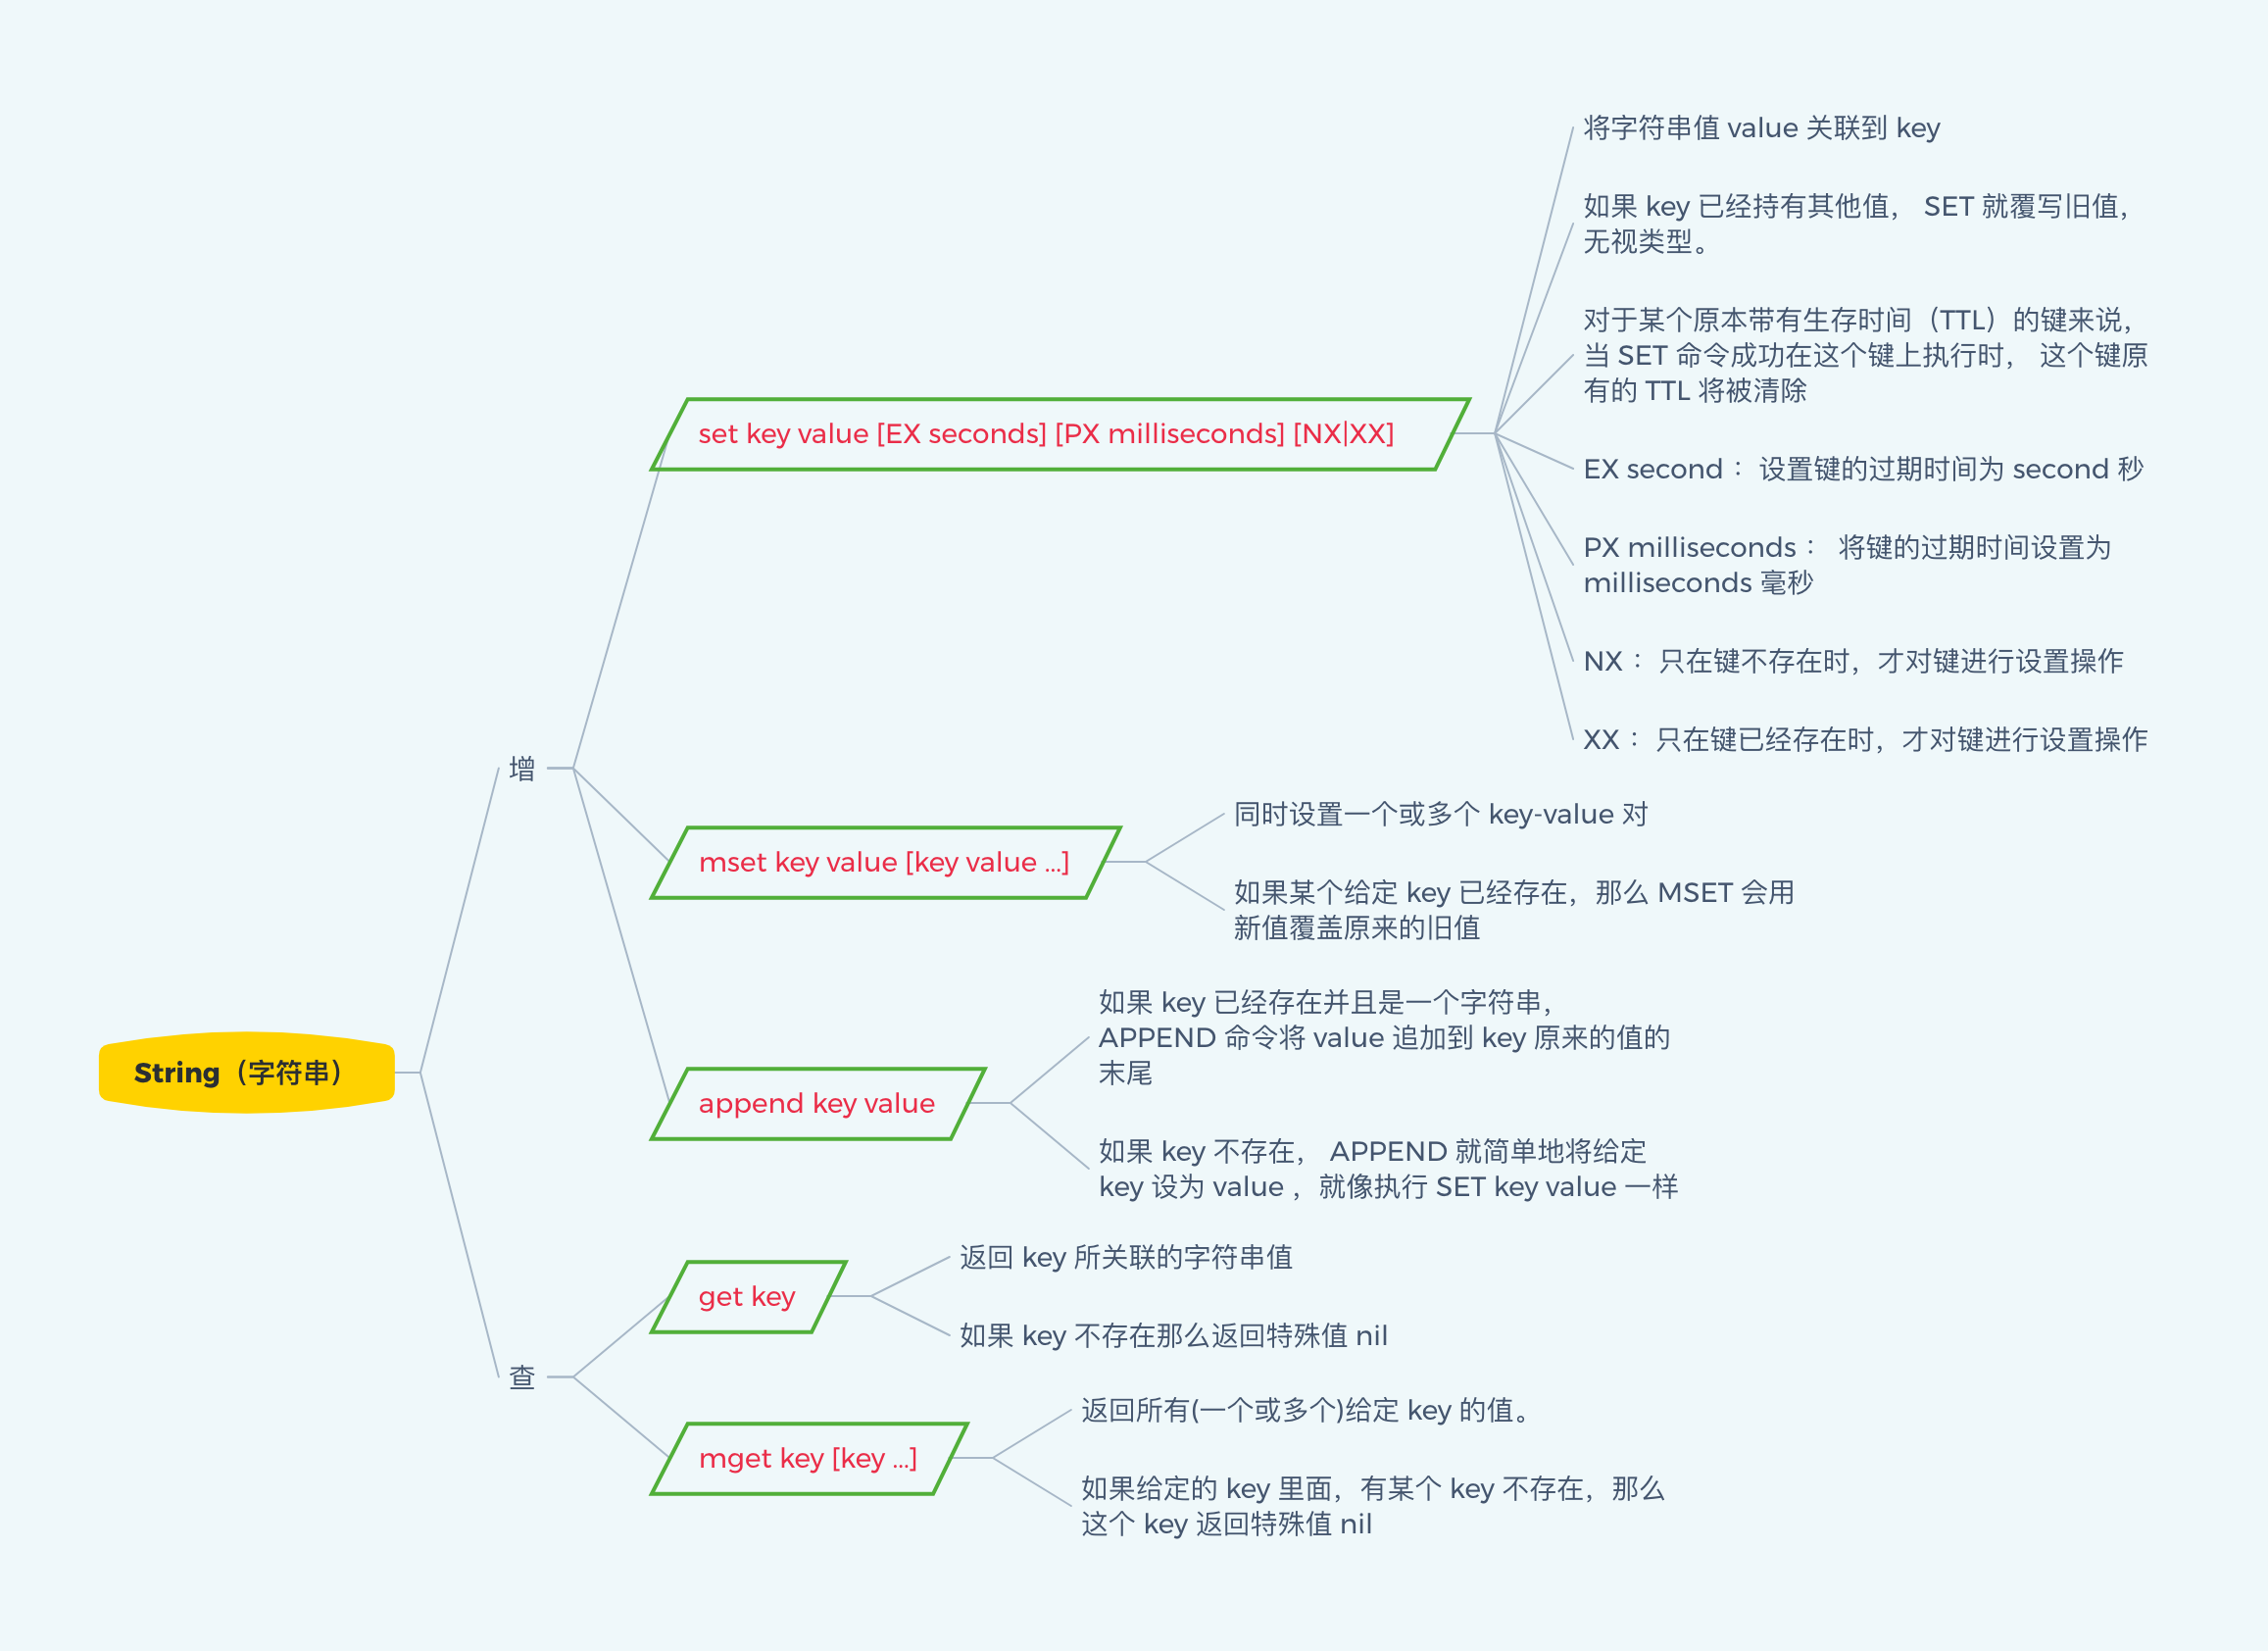 String（字符串）
增
set key value [EX seconds] [PX milliseconds] [NX|XX]
将字符串值 value 关联到 key
如果 key 已经持有其他值， SET 就覆写旧值，
无视类型。
对于某个原本带有生存时间（TTL）的键来说，
当 SET 命令成功在这个键上执行时， 这个键原
有的 TTL 将被清除
EX second ：设置键的过期时间为 second 秒
PX milliseconds ： 将键的过期时间设置为
milliseconds 毫秒
NX ：只在键不存在时，才对键进行设置操作
XX ：只在键已经存在时，才对键进行设置操作
mset key value [key value ...]
同时设置一个或多个 key-value 对
如果某个给定 key 已经存在，那么 MSET 会用
新值覆盖原来的旧值
append key value
如果 key 已经存在并且是一个字符串，
APPEND 命令将 value 追加到 key 原来的值的
末尾
如果 key 不存在， APPEND 就简单地将给定
key 设为 value ，就像执行 SET key value 一样
查
get key
返回 key 所关联的字符串值
如果 key 不存在那么返回特殊值 nil
mget key [key ...]
返回所有(一个或多个)给定 key 的值。
如果给定的 key 里面，有某个 key 不存在，那么
这个 key 返回特殊值 nil